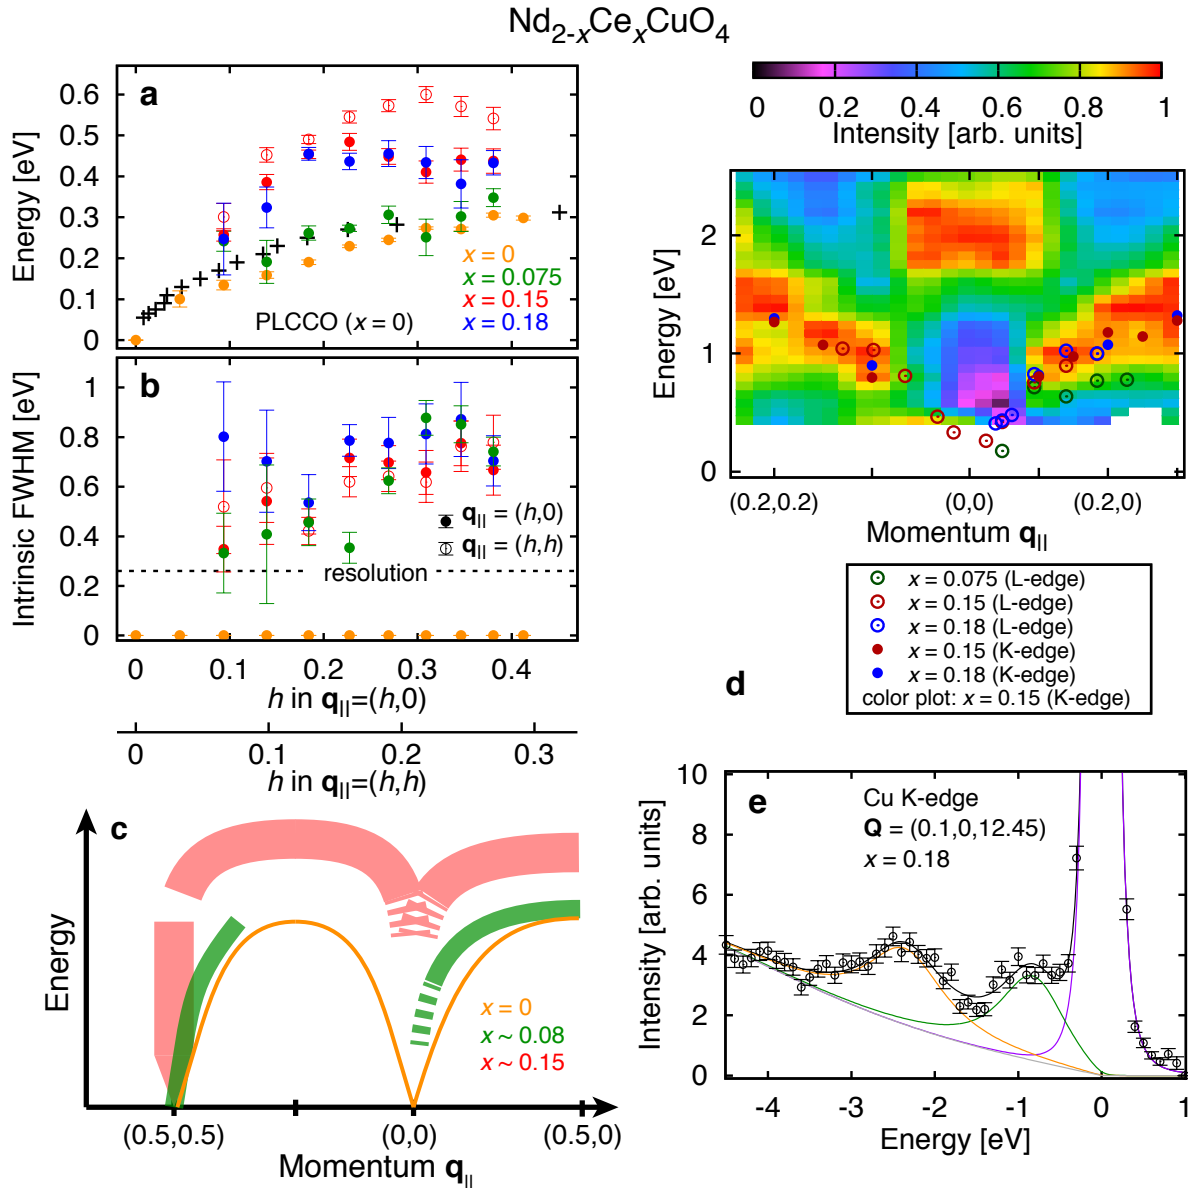 Nd2-xCexCuO4
a
Energy [eV]
0.6
0.5
0.4
0.3
0.2
0.1
0
x = 0
x = 0.075
x = 0.15
x = 0.18
PLCCO (x = 0)
b
Intrinsic FWHM [eV]
1
0.8
0.6
0.4
0.2
0
q|| = (h,0)
q|| = (h,h)
resolution
0 0.1 0.2 0.3 0.4
h in q||=(h,0)
0 0.1 0.2 0.3
h in q||=(h,h)
c
Energy
x = 0
x ~ 0.08
x ~ 0.15
(0.5,0.5) (0,0) (0.5,0)
Momentum q||
0 0.2 0.4 0.6 0.8 1
Intensity [arb. units]
Energy [eV]
2
1
0
(0.2,0.2) (0,0) (0.2,0)
Momentum q||
x = 0.075 (L-edge)
x = 0.15 (L-edge)
x = 0.18 (L-edge)
x = 0.15 (K-edge)
x = 0.18 (K-edge)
color plot: x = 0.15 (K-edge)
d
e
Cu K-edge
Q = (0.1,0,12.45)
x = 0.18
Intensity [arb. units]
10
8
6
4
2
0
-4 -3 -2 -1 0 1
Energy [eV]